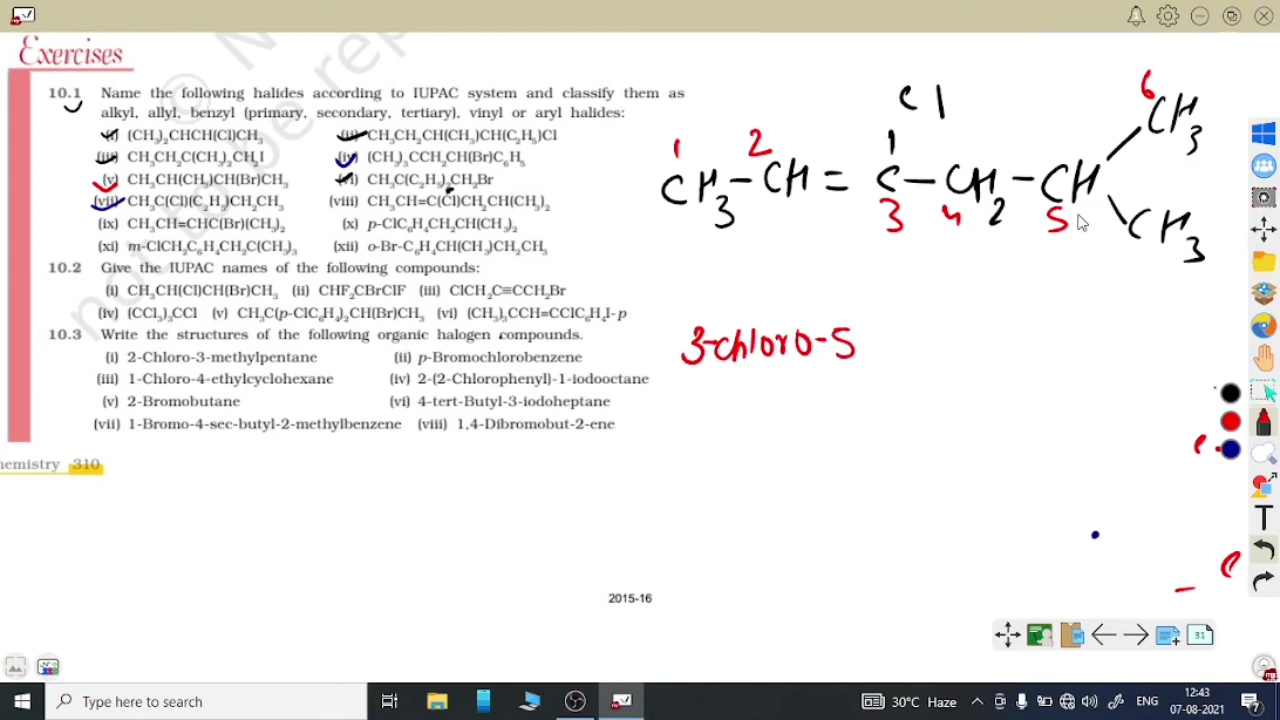 Exercises
10.1 Name the following halides according to IUPAC system and classify them as
alkyl, allyl, benzyl (primary, secondary, tertiary), vinyl or aryl halides:
(i) (CH₃)₂CHCH(Cl)CH₃ (ii) CH₃CH₂CH(CH₃)CH(C₂H₅)Cl
(iii) CH₃CH₂C(CH₃)₂CH₂I (iv) (CH₃)₃CCH₂CH(Br)C₆H₅
(v) CH₃CH(CH₃)CH(Br)CH₃ (vi) CH₃C(C₂H₅)₂CH₂Br
(vii) CH₃C(Cl)(C₂H₅)CH₂CH₃ (viii) CH₃CH=C(Cl)CH₂CH(CH₃)₂
(ix) CH₃CH=CHC(Br)(CH₃)₂ (x) p-ClC₆H₄CH₂CH(CH₃)₂
(xi) m-ClCH₂C₆H₄CH₂C(CH₃)₃ (xii) o-Br-C₆H₄CH(CH₃)CH₂CH₃
10.2 Give the IUPAC names of the following compounds:
(i) CH₃CH(Cl)CH(Br)CH₃ (ii) CHF₂CBrClF (iii) ClCH₂C≡CCH₂Br
(iv) (CCl₃)₃CCl (v) CH₃C(p-ClC₆H₄)₂CH(Br)CH₃ (vi) (CH₃)₃CCH=CClC₆H₄I-p
10.3 Write the structures of the following organic halogen compounds.
(i) 2-Chloro-3-methylpentane (ii) p-Bromochlorobenzene
(iii) 1-Chloro-4-ethylcyclohexane (iv) 2-(2-Chlorophenyl)-1-iodooctane
(v) 2-Bromobutane (vi) 4-tert-Butyl-3-iodoheptane
(vii) 1-Bromo-4-sec-butyl-2-methylbenzene (viii) 1,4-Dibromobut-2-ene
hemistry 310
not be rep
2015-16
Cl
6
CH₃
1 2
CH₃-CH=C-CH₂-CH
3 4 5
CH₃
3-chloro-5
T
31
Type here to search
30°C Haze
ENG
12:43
07-08-2021
7